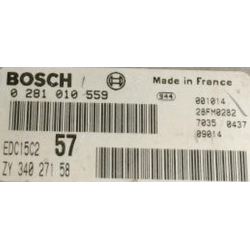 BOSCH Made in France
0 281 010 559
944 001014
28FM0282
7035 0437
09014
EDC15C2 57
ZY 340 271 58